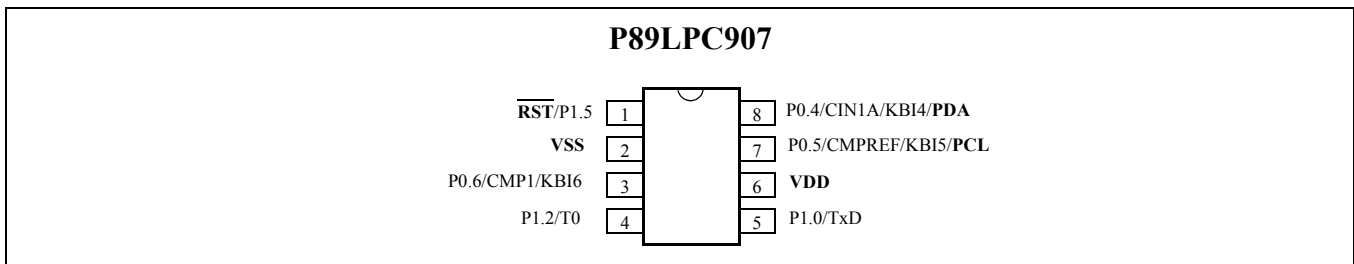 P89LPC907
RST/P1.5 1 8 P0.4/CIN1A/KBI4/PDA
VSS 2 7 P0.5/CMPREF/KBI5/PCL
P0.6/CMP1/KBI6 3 6 VDD
P1.2/T0 4 5 P1.0/TxD